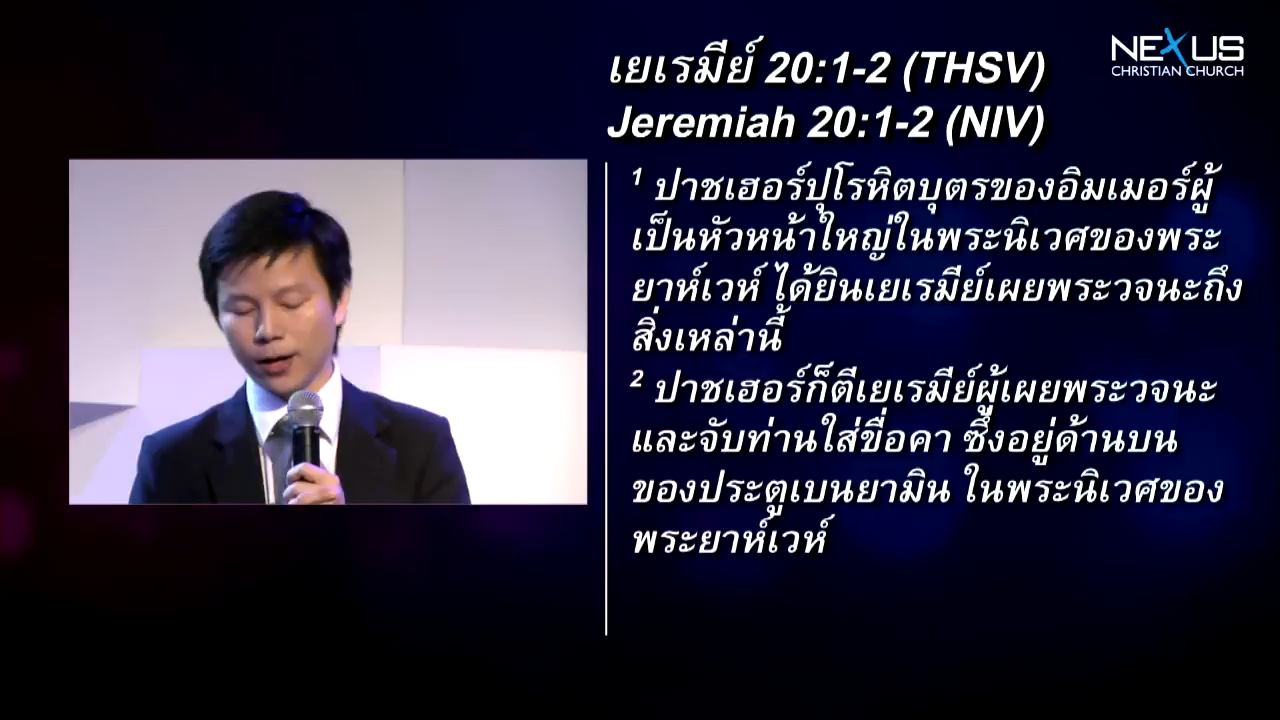 เยเรมีย์ 20:1-2 (THSV)
Jeremiah 20:1-2 (NIV)
NEXUS
CHRISTIAN CHURCH
1 ปาชเฮอร์ปุโรหิตบุตรของอิมเมอร์ผู้
เป็นหัวหน้าใหญ่ในพระนิเวศของพระ
ยาห์เวห์ ได้ยินเยเรมีย์เผยพระวจนะถึง
สิ่งเหล่านี้
2 ปาชเฮอร์ก็ตีเยเรมีย์ผู้เผยพระวจนะ
และจับท่านใส่ขื่อคา ซึ่งอยู่ด้านบน
ของประตูเบนยามิน ในพระนิเวศของ
พระยาห์เวห์